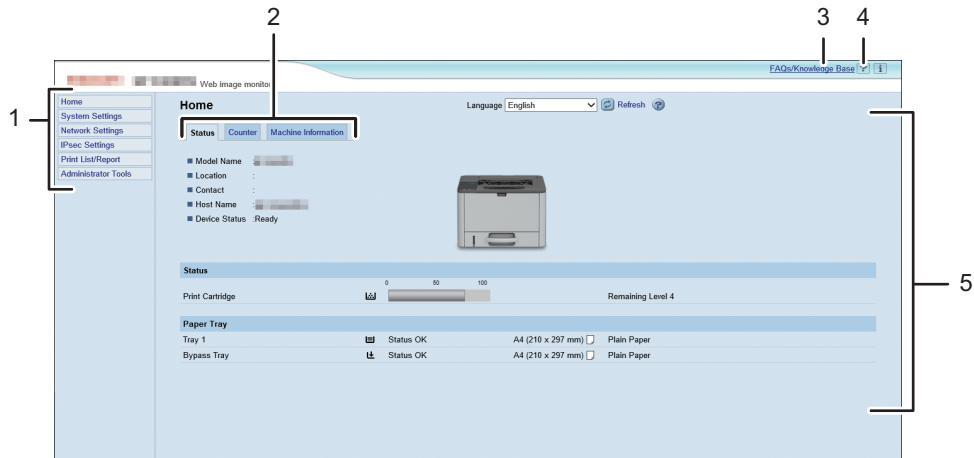 2
3 4
FAQs/Knowledge Base ? i
Web image monitor
1
Home
System Settings
Network Settings
IPsec Settings
Print List/Report
Administrator Tools
Home
Language English Refresh ?
Status Counter Machine Information
Model Name :
Location :
Contact :
Host Name :
Device Status :Ready
5
Status
0 50 100
Print Cartridge Remaining Level 4
Paper Tray
Tray 1 Status OK A4 (210 x 297 mm) Plain Paper
Bypass Tray Status OK A4 (210 x 297 mm) Plain Paper